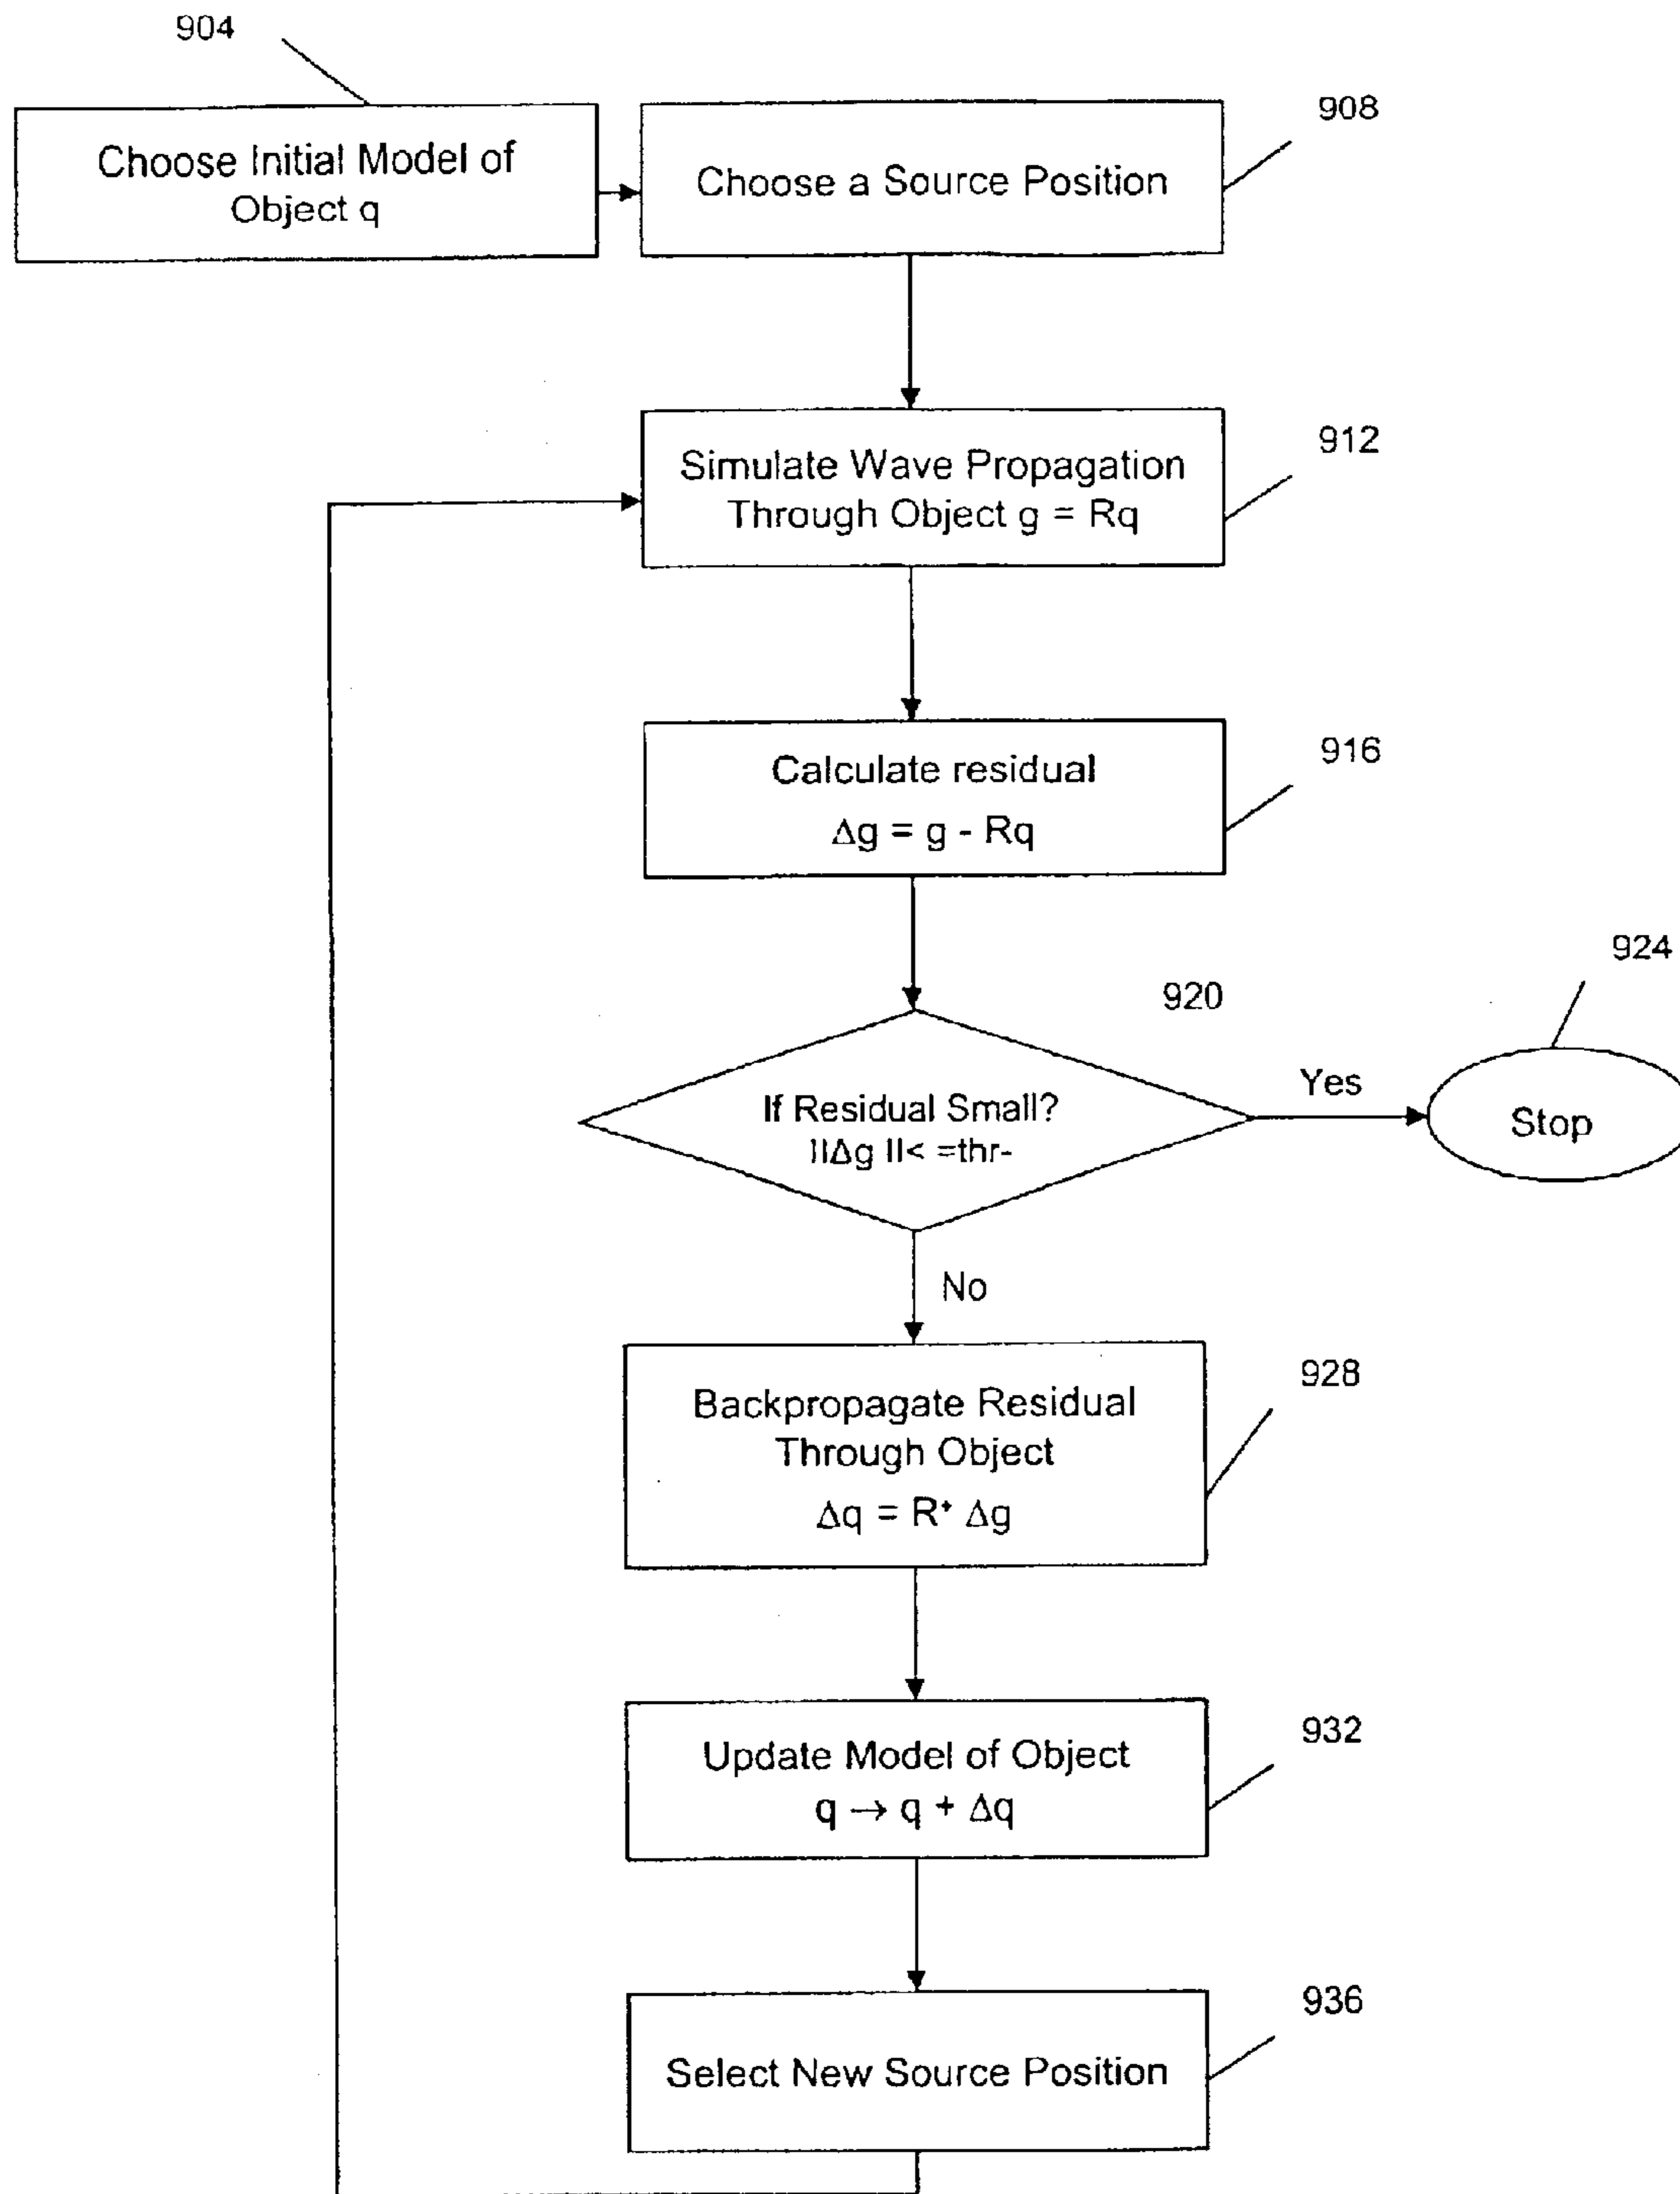 904
Choose Initial Model of
Object q
908
Choose a Source Position
912
Simulate Wave Propagation
Through Object g = Rq
916
Calculate residual
Δg = g - Rq
920
If Residual Small?
llΔg ll< =thr-
924
Yes
Stop
No
928
Backpropagate Residual
Through Object
Δq = R⁺ Δg
932
Update Model of Object
q → q + Δq
936
Select New Source Position